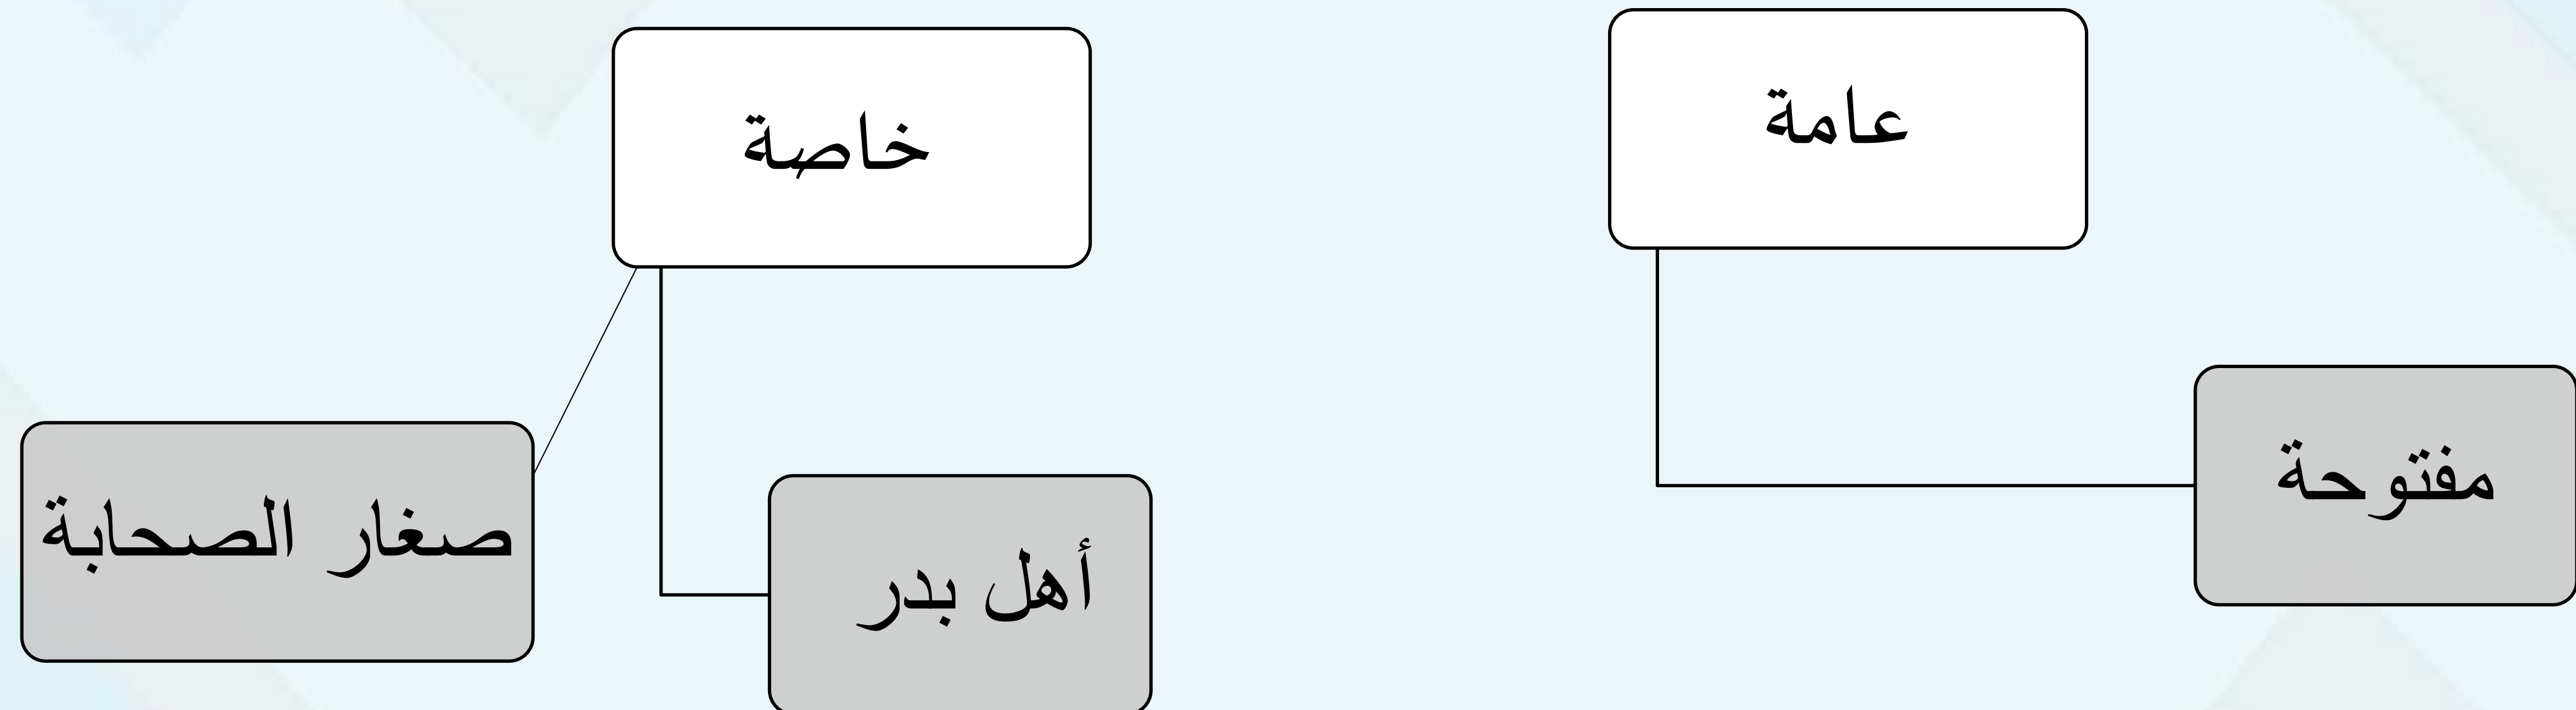 عامة
خاصة
مفتوحة
صغار الصحابة
أهل بدر